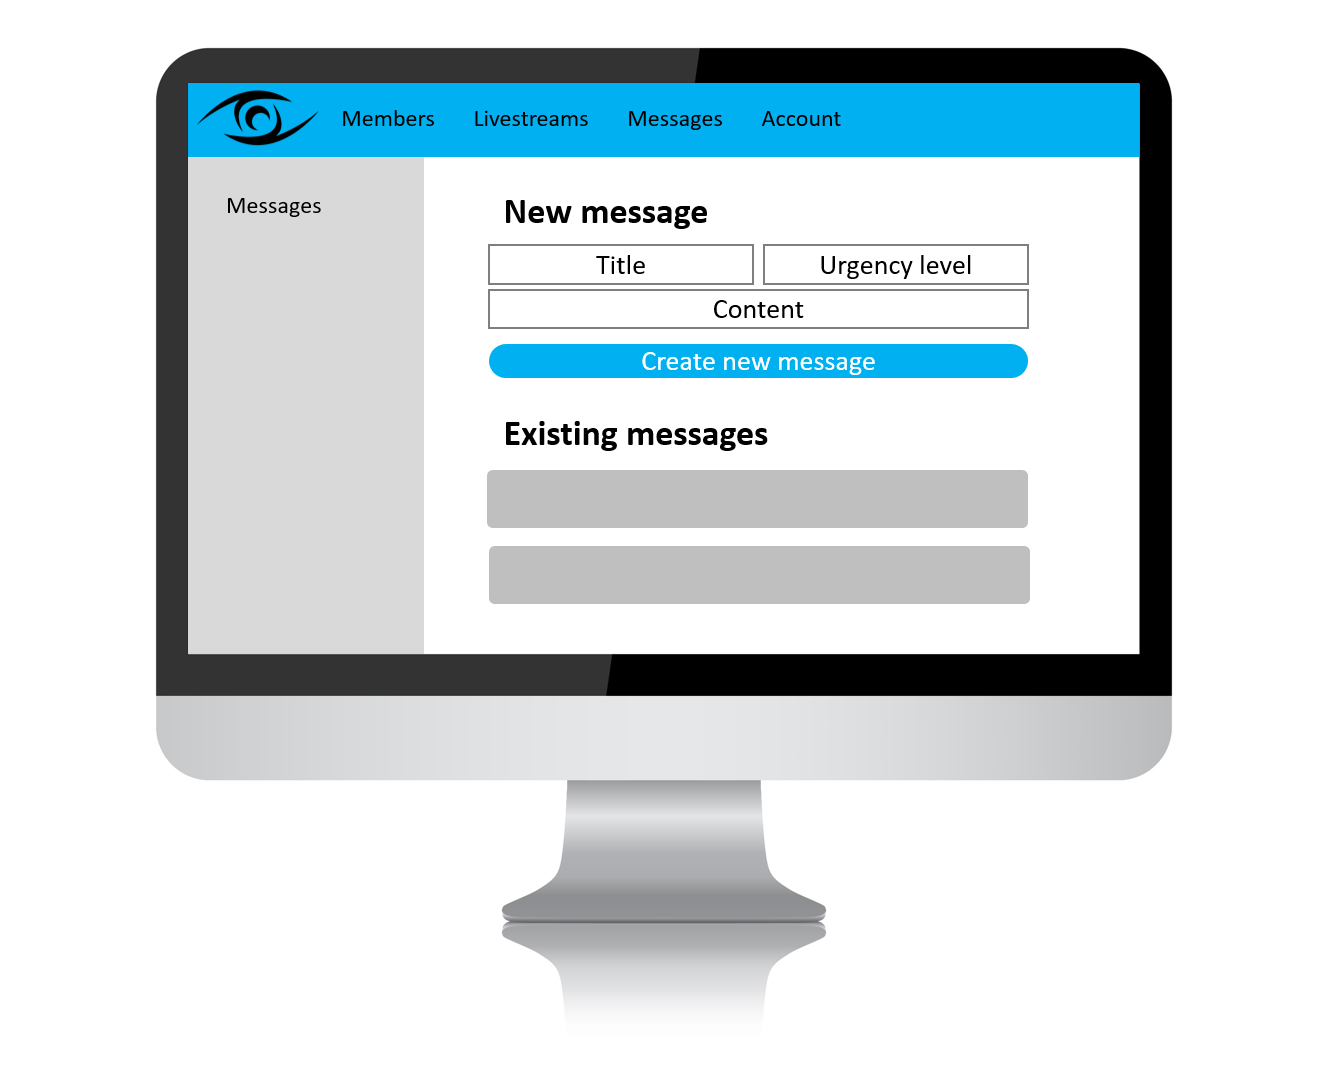 Members Livestreams Messages Account
Messages
New message
Title Urgency level
Content
Create new message
Existing messages